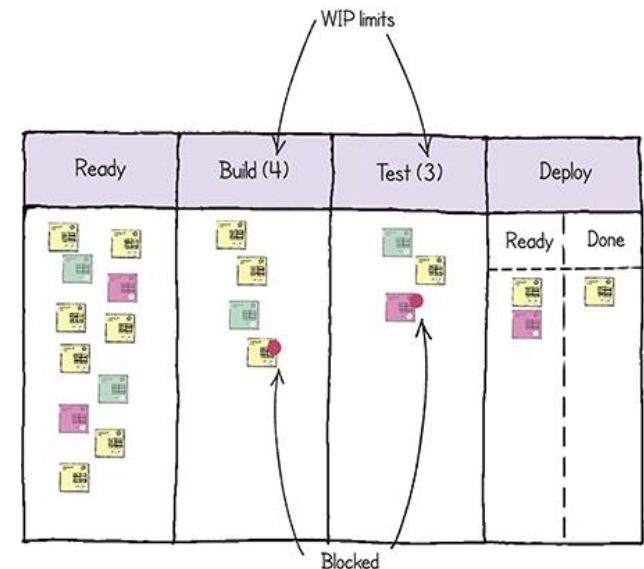 WIP limits
Ready
Build (4)
Test (3)
Deploy
Ready
Done
Blocked